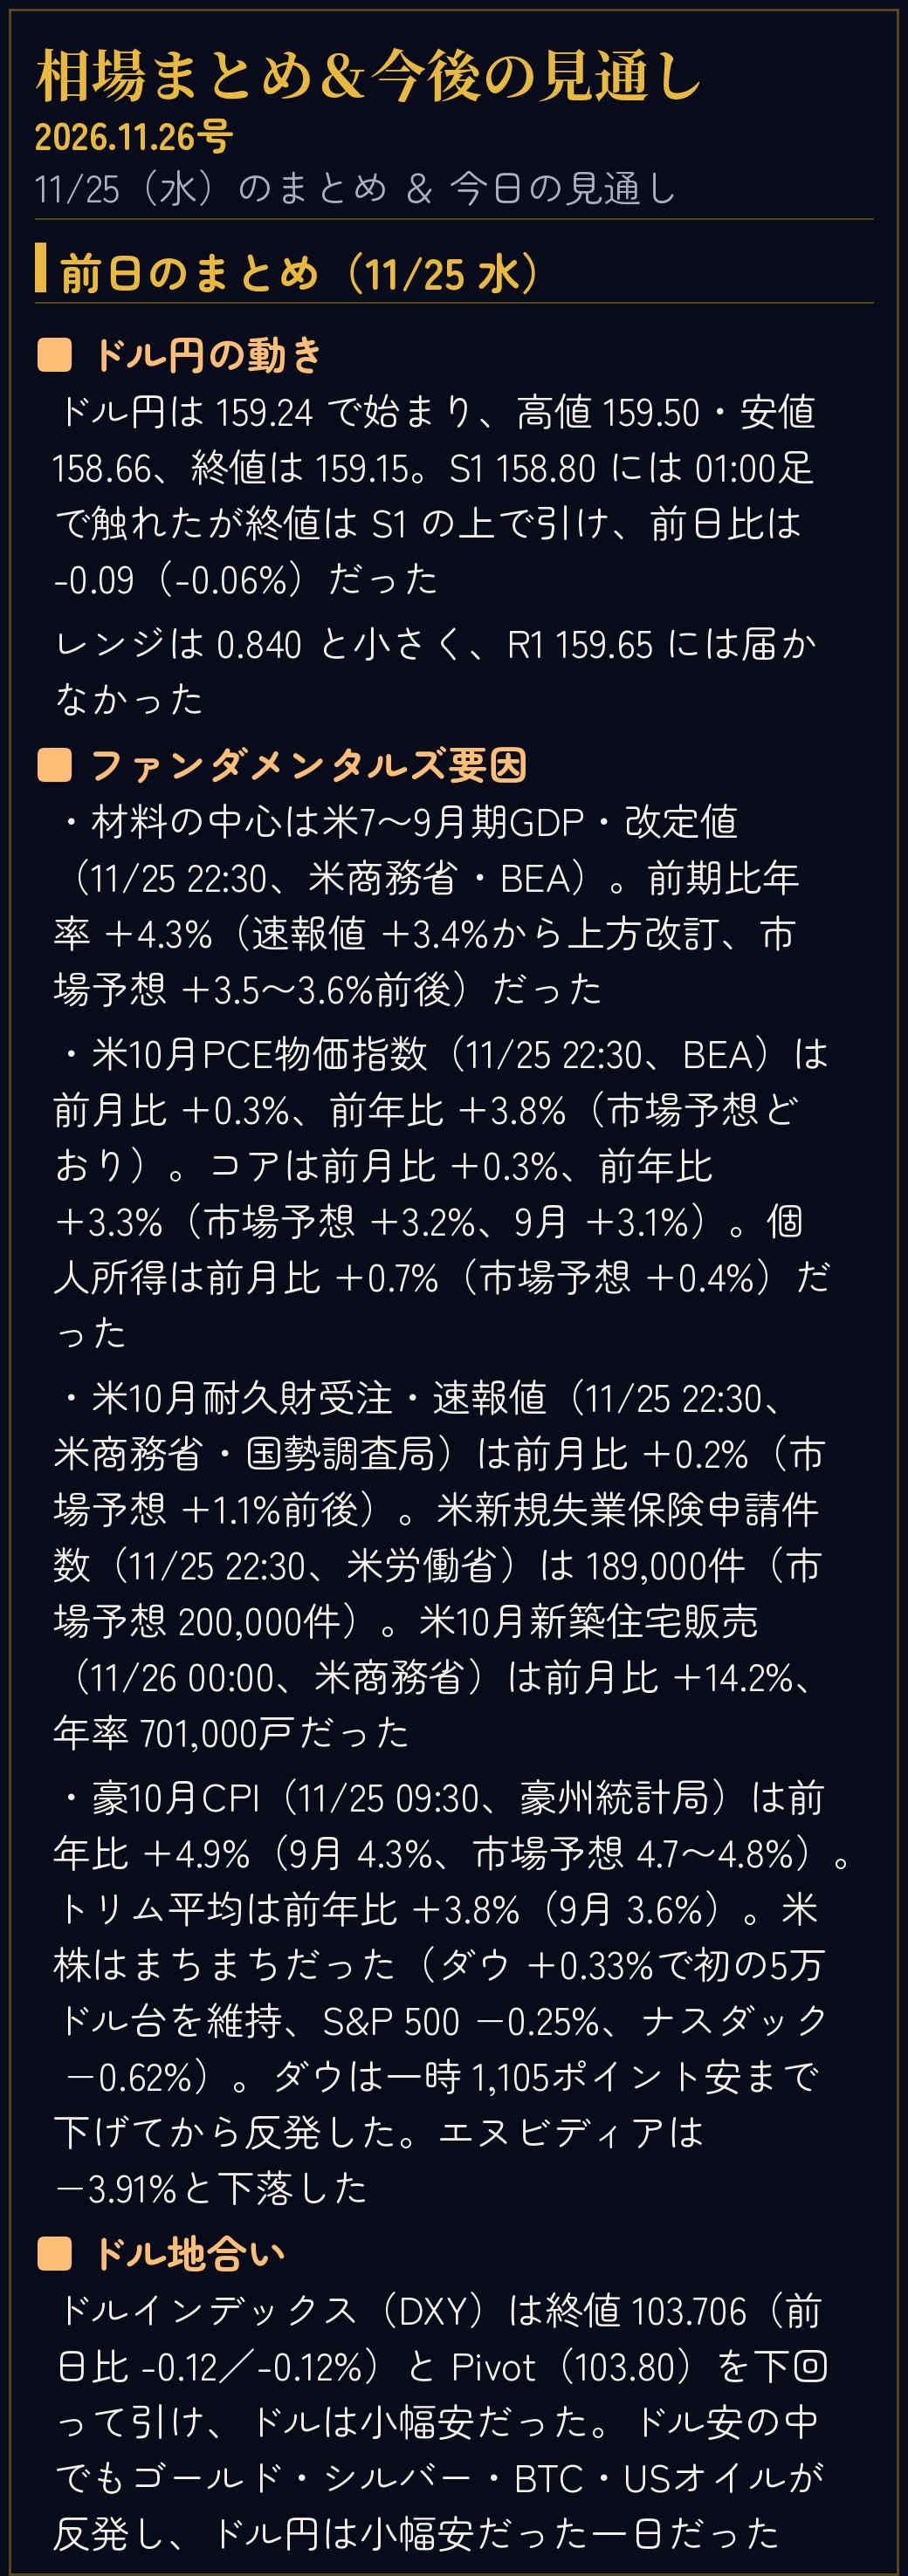 相場まとめ＆今後の見通し
2026.11.26号
11/25（水）のまとめ ＆ 今日の見通し
前日のまとめ（11/25 水）
■ ドル円の動き
ドル円は 159.24 で始まり、高値 159.50・安値
158.66、終値は 159.15。S1 158.80 には 01:00足
で触れたが終値は S1 の上で引け、前日比は
-0.09（-0.06%）だった
レンジは 0.840 と小さく、R1 159.65 には届か
なかった
■ ファンダメンタルズ要因
・材料の中心は米7〜9月期GDP・改定値
（11/25 22:30、米商務省・BEA）。前期比年
率 +4.3%（速報値 +3.4%から上方改訂、市
場予想 +3.5〜3.6%前後）だった
・米10月PCE物価指数（11/25 22:30、BEA）は
前月比 +0.3%、前年比 +3.8%（市場予想ど
おり）。コアは前月比 +0.3%、前年比
+3.3%（市場予想 +3.2%、9月 +3.1%）。個
人所得は前月比 +0.7%（市場予想 +0.4%）だ
った
・米10月耐久財受注・速報値（11/25 22:30、
米商務省・国勢調査局）は前月比 +0.2%（市
場予想 +1.1%前後）。米新規失業保険申請件
数（11/25 22:30、米労働省）は 189,000件（市
場予想 200,000件）。米10月新築住宅販売
（11/26 00:00、米商務省）は前月比 +14.2%、
年率 701,000戸だった
・豪10月CPI（11/25 09:30、豪州統計局）は前
年比 +4.9%（9月 4.3%、市場予想 4.7〜4.8%）。
トリム平均は前年比 +3.8%（9月 3.6%）。米
株はまちまちだった（ダウ +0.33%で初の5万
ドル台を維持、S&P 500 −0.25%、ナスダック
−0.62%）。ダウは一時 1,105ポイント安まで
下げてから反発した。エヌビディアは
−3.91%と下落した
■ ドル地合い
ドルインデックス（DXY）は終値 103.706（前
日比 -0.12／-0.12%）と Pivot（103.80）を下回
って引け、ドルは小幅安だった。ドル安の中
でもゴールド・シルバー・BTC・USオイルが
反発し、ドル円は小幅安だった一日だった